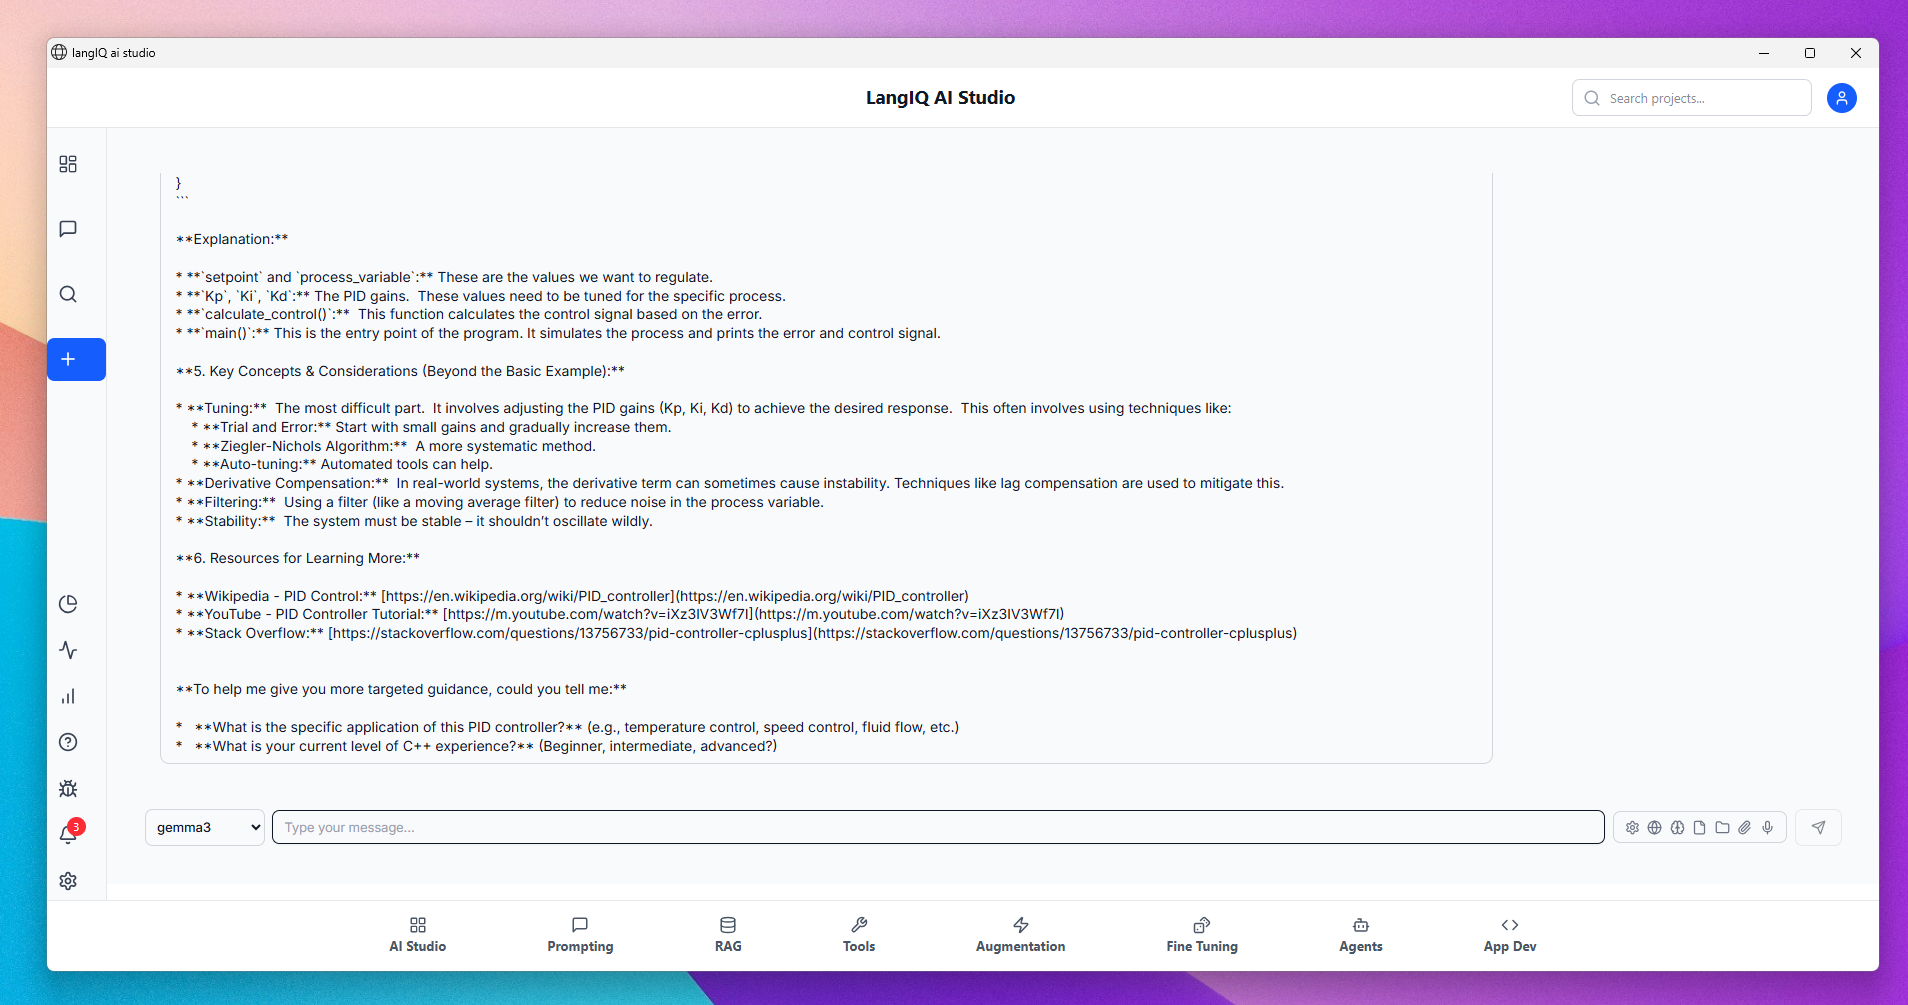 langIQ ai studio
LangIQ AI Studio
Search projects...
}
```
**Explanation:**
* **`setpoint` and `process_variable`:** These are the values we want to regulate.
* **`Kp`, `Ki`, `Kd`:** The PID gains.  These values need to be tuned for the specific process.
* **`calculate_control()`:**  This function calculates the control signal based on the error.
* **`main()`:** This is the entry point of the program. It simulates the process and prints the error and control signal.
**5. Key Concepts & Considerations (Beyond the Basic Example):**
* **Tuning:**  The most difficult part.  It involves adjusting the PID gains (Kp, Ki, Kd) to achieve the desired response.  This often involves using techniques like:
    * **Trial and Error:** Start with small gains and gradually increase them.
    * **Ziegler-Nichols Algorithm:**  A more systematic method.
    * **Auto-tuning:** Automated tools can help.
* **Derivative Compensation:**  In real-world systems, the derivative term can sometimes cause instability. Techniques like lag compensation are used to mitigate this.
* **Filtering:**  Using a filter (like a moving average filter) to reduce noise in the process variable.
* **Stability:**  The system must be stable – it shouldn’t oscillate wildly.
**6. Resources for Learning More:**
* **Wikipedia - PID Control:** [https://en.wikipedia.org/wiki/PID_controller](https://en.wikipedia.org/wiki/PID_controller)
* **YouTube - PID Controller Tutorial:** [https://m.youtube.com/watch?v=iXz3IV3Wf7I](https://m.youtube.com/watch?v=iXz3IV3Wf7I)
* **Stack Overflow:** [https://stackoverflow.com/questions/13756733/pid-controller-cplusplus](https://stackoverflow.com/questions/13756733/pid-controller-cplusplus)
**To help me give you more targeted guidance, could you tell me:**
*   **What is the specific application of this PID controller?** (e.g., temperature control, speed control, fluid flow, etc.)
*   **What is your current level of C++ experience?** (Beginner, intermediate, advanced?)
3
gemma3
Type your message...
AI Studio
Prompting
RAG
Tools
Augmentation
Fine Tuning
Agents
App Dev